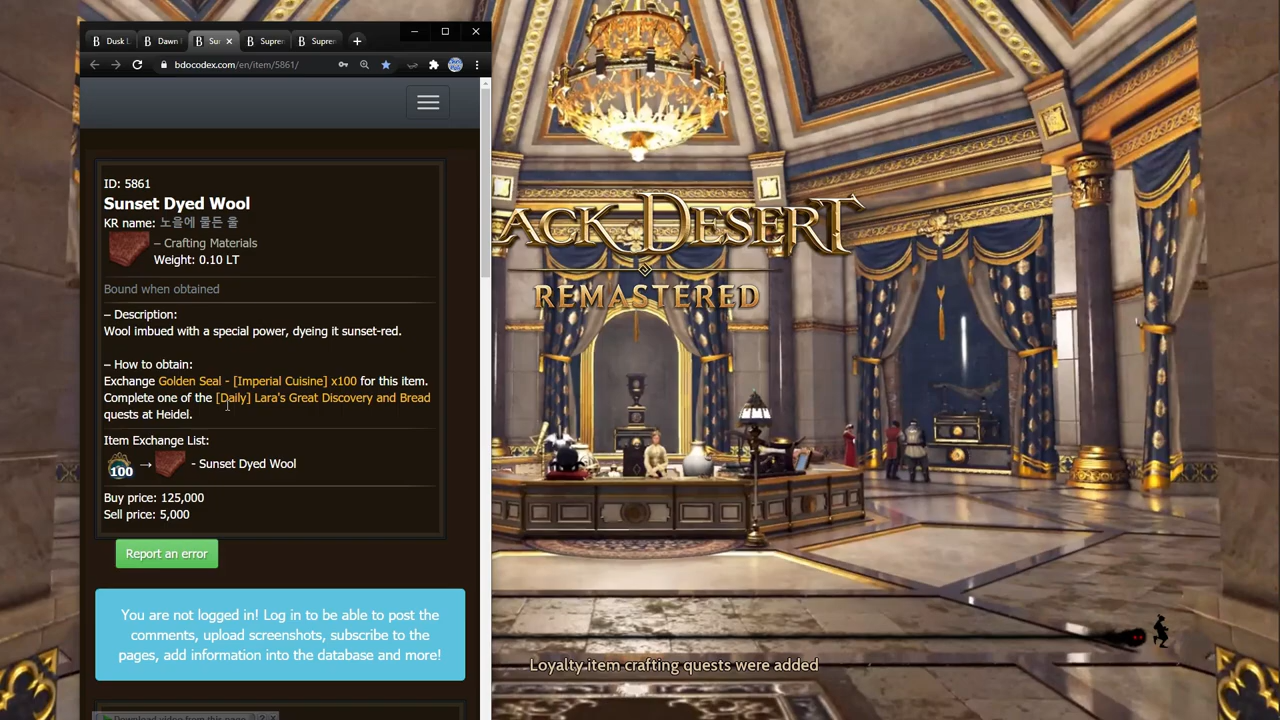 Dusk
Dawn
Su
Supre
Supre
bdocodex.com/en/item/5861/
ID: 5861
Sunset Dyed Wool
KR name: 노을에 물든 울
– Crafting Materials
Weight: 0.10 LT
Bound when obtained
– Description:
Wool imbued with a special power, dyeing it sunset-red.
– How to obtain:
Exchange Golden Seal - [Imperial Cuisine] x100 for this item.
Complete one of the [Daily] Lara's Great Discovery and Bread
quests at Heidel.
Item Exchange List:
100 → - Sunset Dyed Wool
Buy price: 125,000
Sell price: 5,000
Report an error
You are not logged in! Log in to be able to post the
comments, upload screenshots, subscribe to the
pages, add information into the database and more!
Download video from this page
ACK DESERT
REMASTERED
Loyalty item crafting quests were added